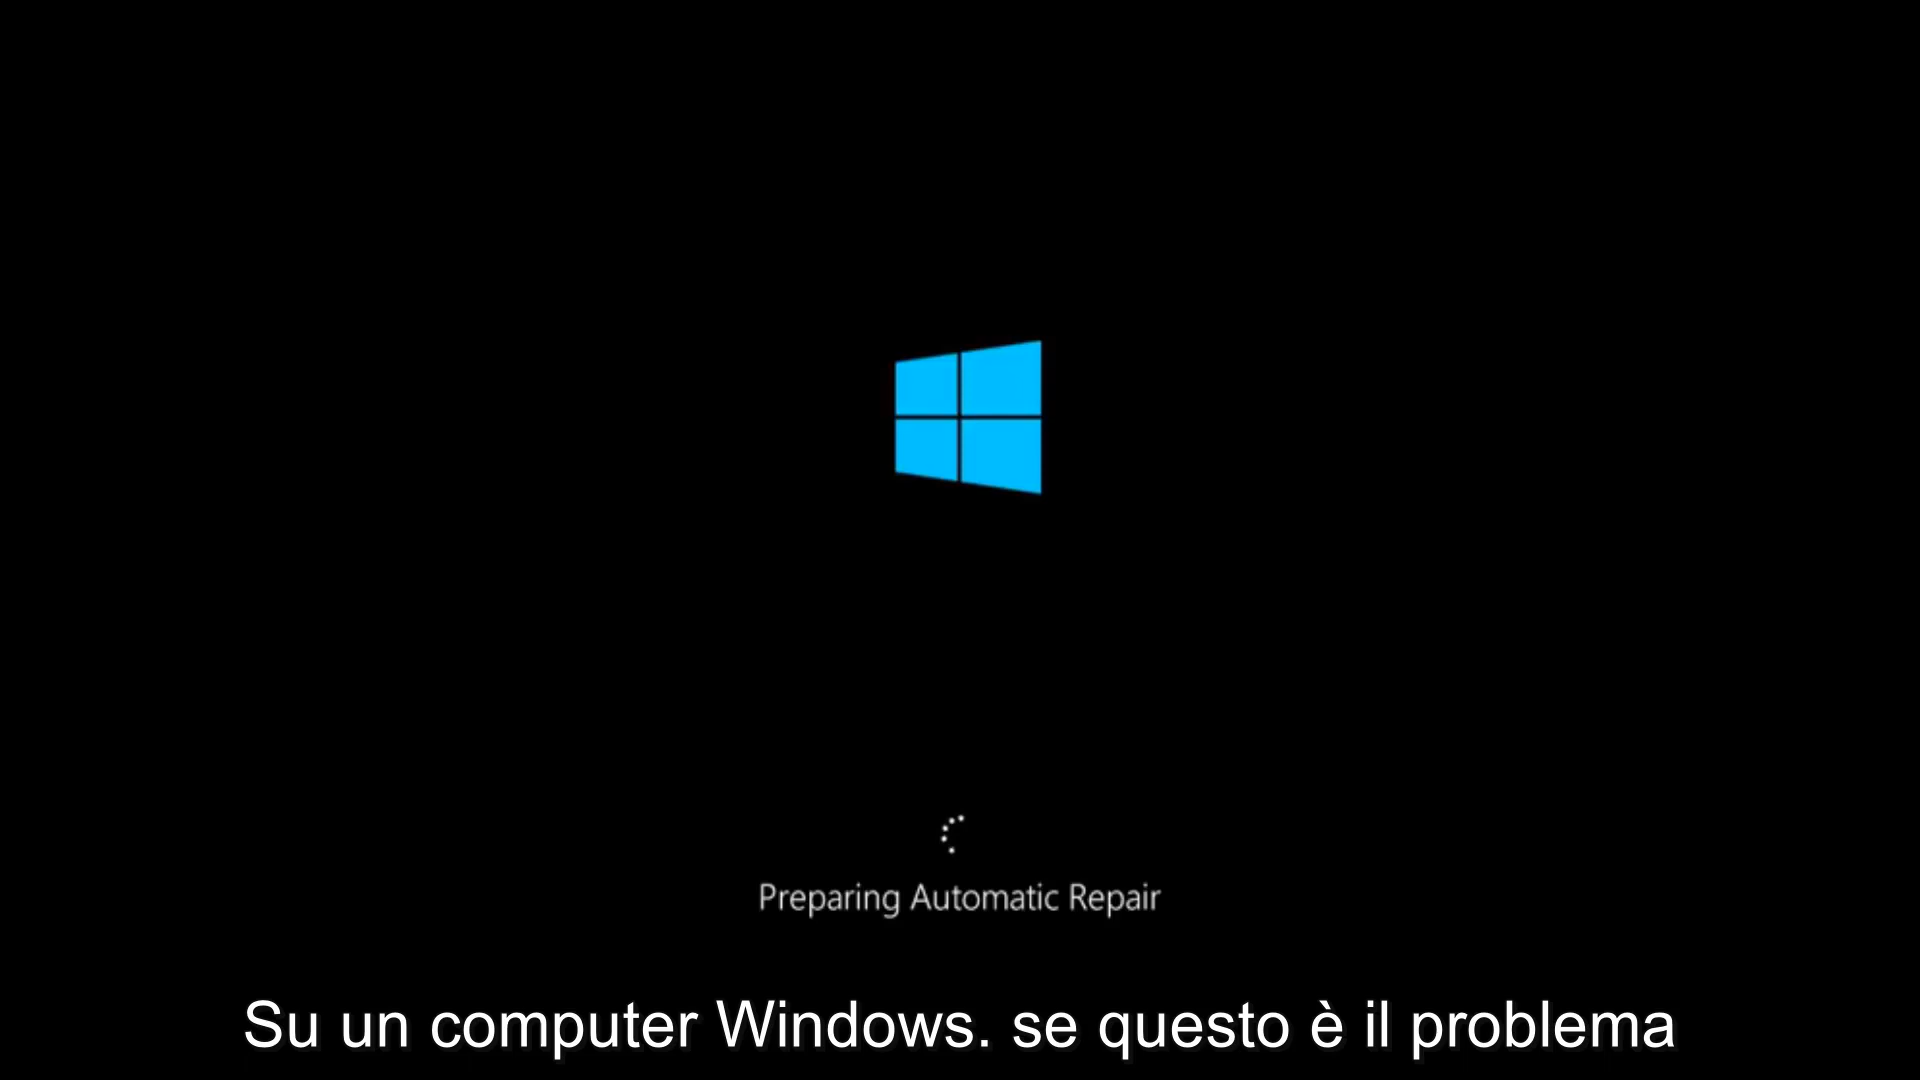 Preparing Automatic Repair
Su un computer Windows. se questo è il problema